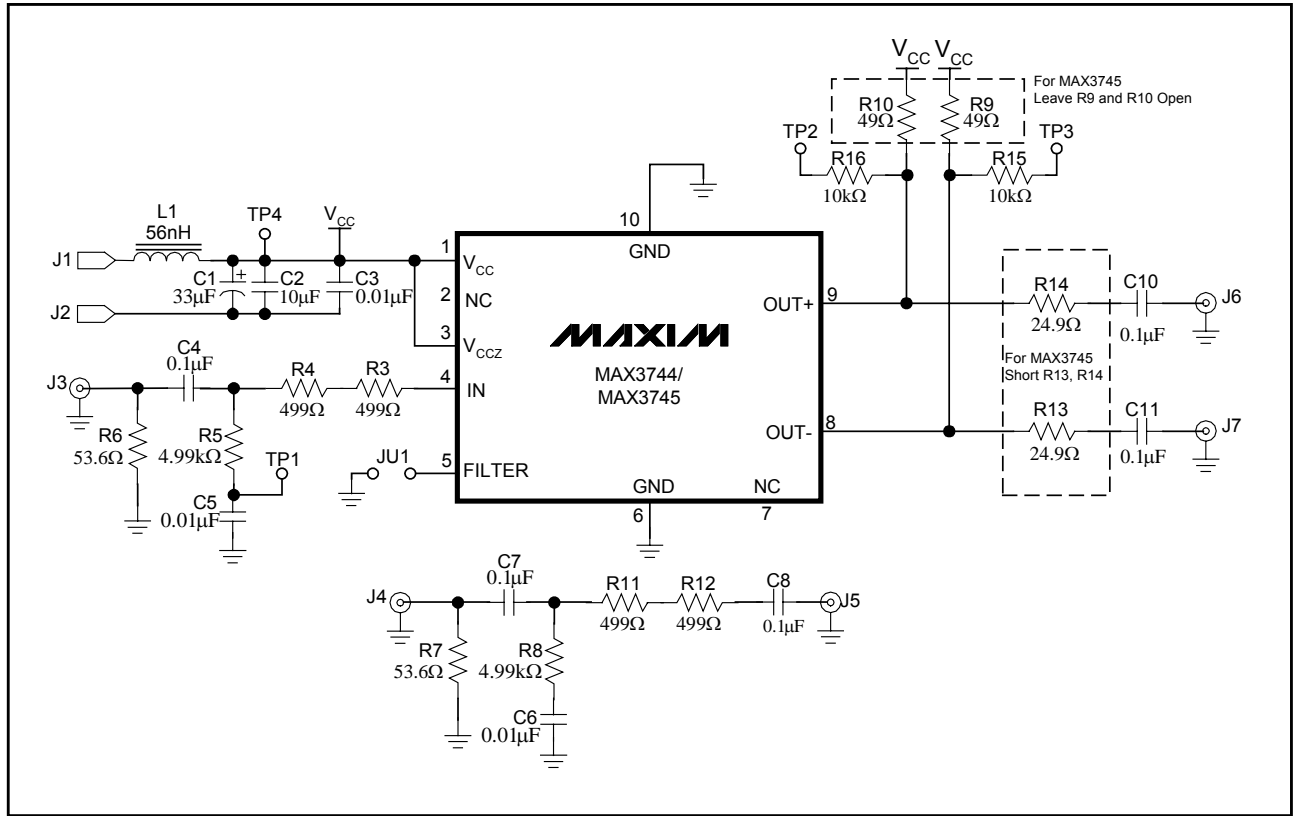 V_CC V_CC
For MAX3745
Leave R9 and R10 Open
R10
49Ω
R9
49Ω
TP2
TP3
R16
10kΩ
R15
10kΩ
L1
56nH
TP4
V_CC
J1
J2
C1
33µF
+
C2
10µF
C3
0.01µF
10
GND
1
V_CC
2
NC
3
V_CCZ
4
IN
5
FILTER
MAXIM
MAX3744/
MAX3745
OUT+
9
OUT-
8
GND
6
NC
7
R14
24.9Ω
C10
0.1µF
J6
For MAX3745
Short R13, R14
R13
24.9Ω
C11
0.1µF
J7
J3
C4
0.1µF
R4
499Ω
R3
499Ω
R6
53.6Ω
R5
4.99kΩ
TP1
C5
0.01µF
JU1
J4
C7
0.1µF
R11
499Ω
R12
499Ω
C8
0.1µF
J5
R7
53.6Ω
R8
4.99kΩ
C6
0.01µF